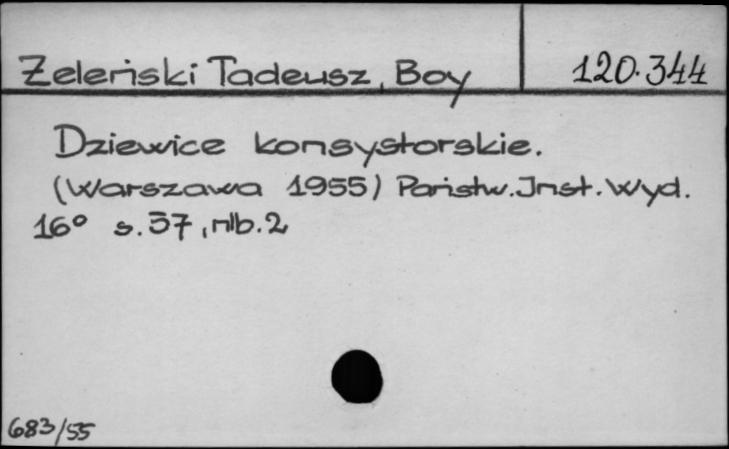 Żeleński Tadeusz, Boy
120.344
Dziewice konsystorskie.
(Warszawa 1955) Państw. Inst. Wyd.
16° s. 37, nlb. 2
683/55